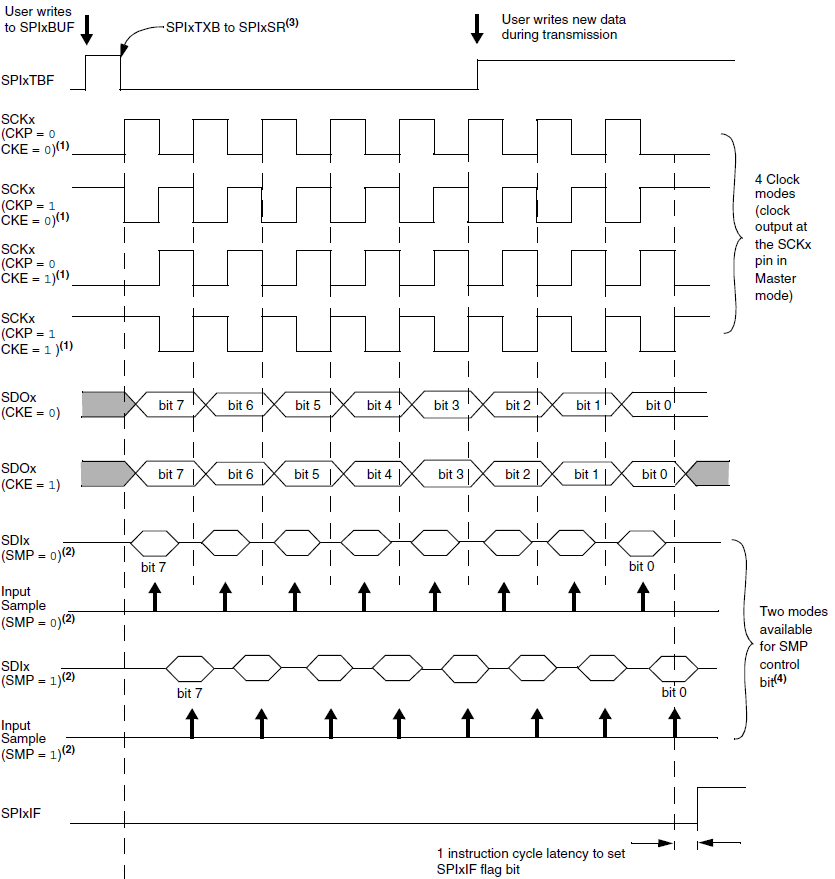 User writes
to SPIxBUF
SPIxTXB to SPIxSR(3)
User writes new data
during transmission
SPIxTBF
SCKx
(CKP = 0
CKE = 0)(1)
SCKx
(CKP = 1
CKE = 0)(1)
SCKx
(CKP = 0
CKE = 1)(1)
SCKx
(CKP = 1
CKE = 1 )(1)
4 Clock
modes
(clock
output at
the SCKx
pin in
Master
mode)
SDOx
(CKE = 0)
bit 7 bit 6 bit 5 bit 4 bit 3 bit 2 bit 1 bit 0
SDOx
(CKE = 1)
bit 7 bit 6 bit 5 bit 4 bit 3 bit 2 bit 1 bit 0
SDIx
(SMP = 0)(2)
bit 7 bit 0
Input
Sample
(SMP = 0)(2)
SDIx
(SMP = 1)(2)
bit 7 bit 0
Input
Sample
(SMP = 1)(2)
Two modes
available
for SMP
control
bit(4)
SPIxIF
1 instruction cycle latency to set
SPIxIF flag bit